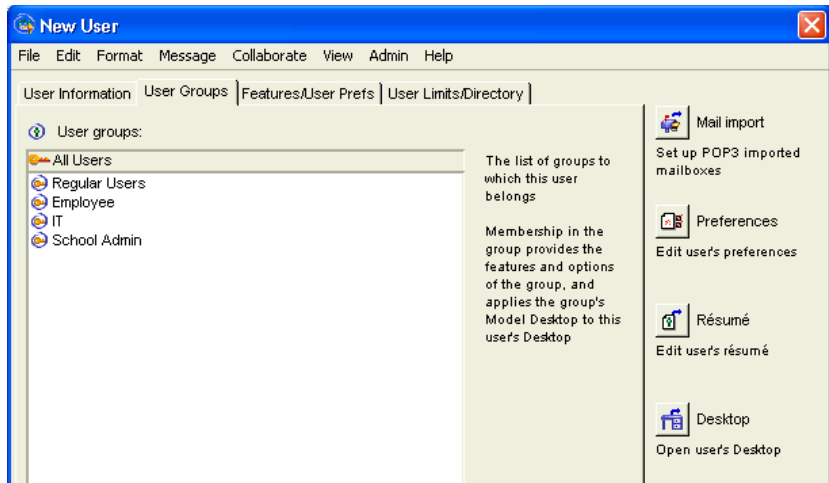 New User
File Edit Format Message Collaborate View Admin Help
User Information User Groups Features/User Prefs User Limits/Directory
User groups:
All Users
Regular Users
Employee
IT
School Admin
The list of groups to
which this user
belongs
Membership in the
group provides the
features and options
of the group, and
applies the group's
Model Desktop to this
user's Desktop
Mail import
Set up POP3 imported
mailboxes
Preferences
Edit user's preferences
Résumé
Edit user's résumé
Desktop
Open user's Desktop